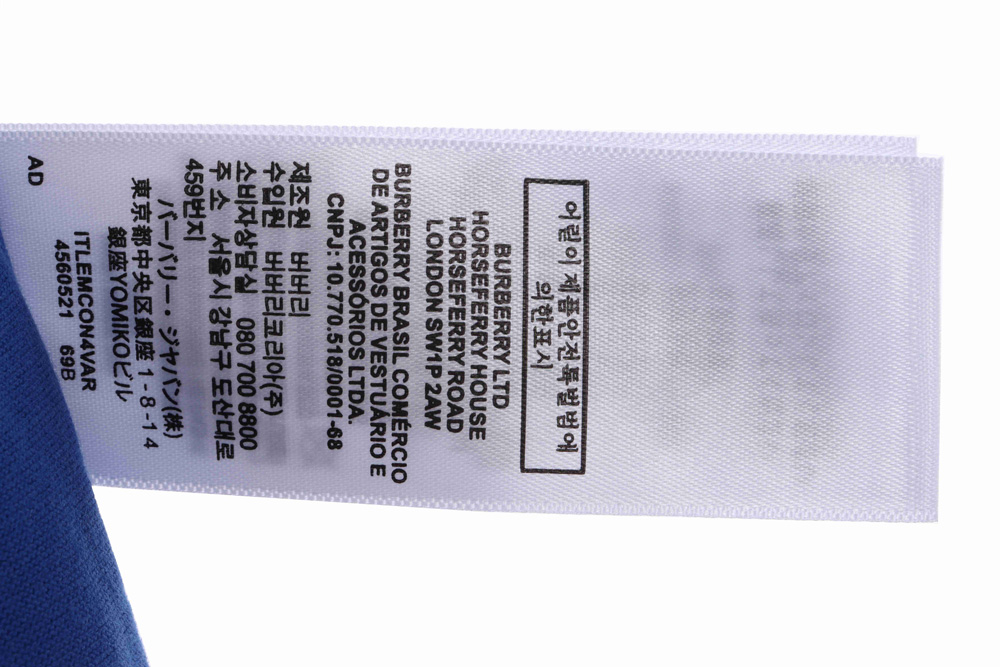 어린이 제품안전특별법에
의한표시
BURBERRY LTD
HORSEFERRY HOUSE
HORSEFERRY ROAD
LONDON SW1P 2AW
BURBERRY BRASIL COMÉRCIO
DE ARTIGOS DE VESTUÁRIO E
ACESSÓRIOS LTDA.
CNPJ: 10.770.518/0001-68
제조원 버버리
수입원 버버리코리아(주)
소비자상담실 080 700 8800
주 소 서울시 강남구 도산대로
459번지
バーバリー・ジャパン(株)
東京都中央区銀座 1-8-14
銀座YOMIKOビル
ITLEMCON4VAR
4560521 69B
AD